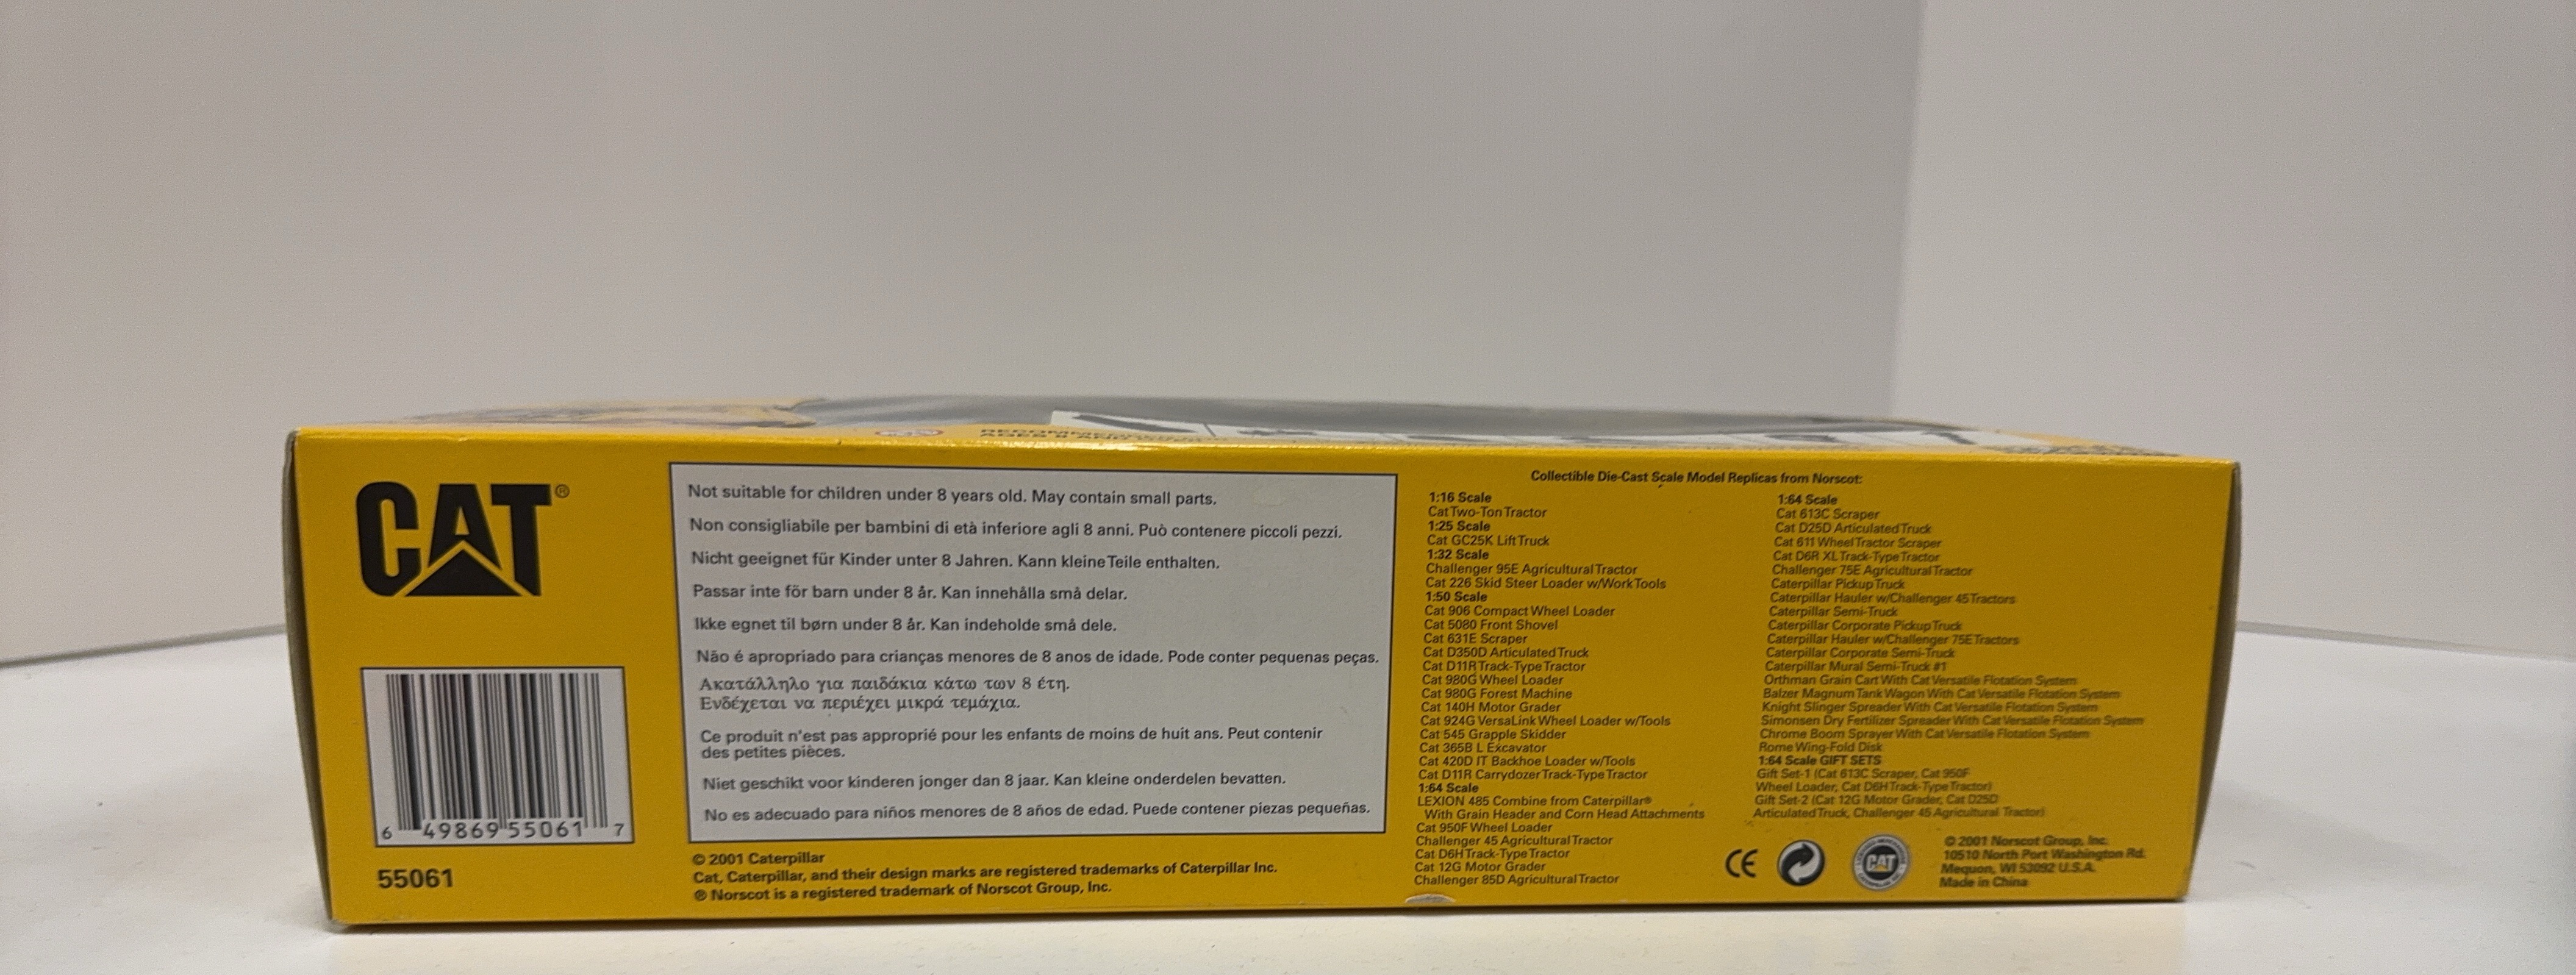 CAT®
6 49869 55061 7
55061
Not suitable for children under 8 years old. May contain small parts.
Non consigliabile per bambini di età inferiore agli 8 anni. Può contenere piccoli pezzi.
Nicht geeignet für Kinder unter 8 Jahren. Kann kleine Teile enthalten.
Passar inte för barn under 8 år. Kan innehålla små delar.
Ikke egnet til børn under 8 år. Kan indeholde små dele.
Não é apropriado para crianças menores de 8 anos de idade. Pode conter pequenas peças.
Ακατάλληλο για παιδάκια κάτω των 8 έτη.
Ενδέχεται να περιέχει μικρά τεμάχια.
Ce produit n'est pas approprié pour les enfants de moins de huit ans. Peut contenir
des petites pièces.
Niet geschikt voor kinderen jonger dan 8 jaar. Kan kleine onderdelen bevatten.
No es adecuado para niños menores de 8 años de edad. Puede contener piezas pequeñas.
© 2001 Caterpillar
Cat, Caterpillar, and their design marks are registered trademarks of Caterpillar Inc.
® Norscot is a registered trademark of Norscot Group, Inc.
Collectible Die-Cast Scale Model Replicas from Norscot:
1:16 Scale
Cat Two-Ton Tractor
1:25 Scale
Cat GC25K Lift Truck
1:32 Scale
Challenger 95E Agricultural Tractor
Cat 226 Skid Steer Loader w/Work Tools
1:50 Scale
Cat 906 Compact Wheel Loader
Cat 5080 Front Shovel
Cat 631E Scraper
Cat D350D Articulated Truck
Cat D11R Track-Type Tractor
Cat 980G Wheel Loader
Cat 980G Forest Machine
Cat 140H Motor Grader
Cat 924G VersaLink Wheel Loader w/Tools
Cat 545 Grapple Skidder
Cat 365B L Excavator
Cat 420D IT Backhoe Loader w/Tools
Cat D11R Carrydozer Track-Type Tractor
1:64 Scale
LEXION 485 Combine from Caterpillar®
With Grain Header and Corn Head Attachments
Cat 950F Wheel Loader
Challenger 45 Agricultural Tractor
Cat D6H Track-Type Tractor
Cat 12G Motor Grader
Challenger 85D Agricultural Tractor
1:64 Scale
Cat 613C Scraper
Cat D25D Articulated Truck
Cat 611 Wheel Tractor Scraper
Cat D6R XL Track-Type Tractor
Challenger 75E Agricultural Tractor
Caterpillar Pickup Truck
Caterpillar Hauler w/Challenger 45 Tractors
Caterpillar Semi-Truck
Caterpillar Corporate Pickup Truck
Caterpillar Hauler w/Challenger 75E Tractors
Caterpillar Corporate Semi-Truck
Caterpillar Mural Semi-Truck #1
Orthman Grain Cart With Cat Versatile Flotation System
Balzer Magnum Tank Wagon With Cat Versatile Flotation System
Knight Slinger Spreader With Cat Versatile Flotation System
Simonsen Dry Fertilizer Spreader With Cat Versatile Flotation System
Chrome Boom Sprayer With Cat Versatile Flotation System
Rome Wing-Fold Disk
1:64 Scale GIFT SETS
Gift Set-1 (Cat 613C Scraper, Cat 950F
Wheel Loader, Cat D6H Track-Type Tractor)
Gift Set-2 (Cat 12G Motor Grader, Cat D25D
Articulated Truck, Challenger 45 Agricultural Tractor)
CE
CAT
© 2001 Norscot Group, Inc.
10510 North Port Washington Rd.
Mequon, WI 53092 U.S.A.
Made in China